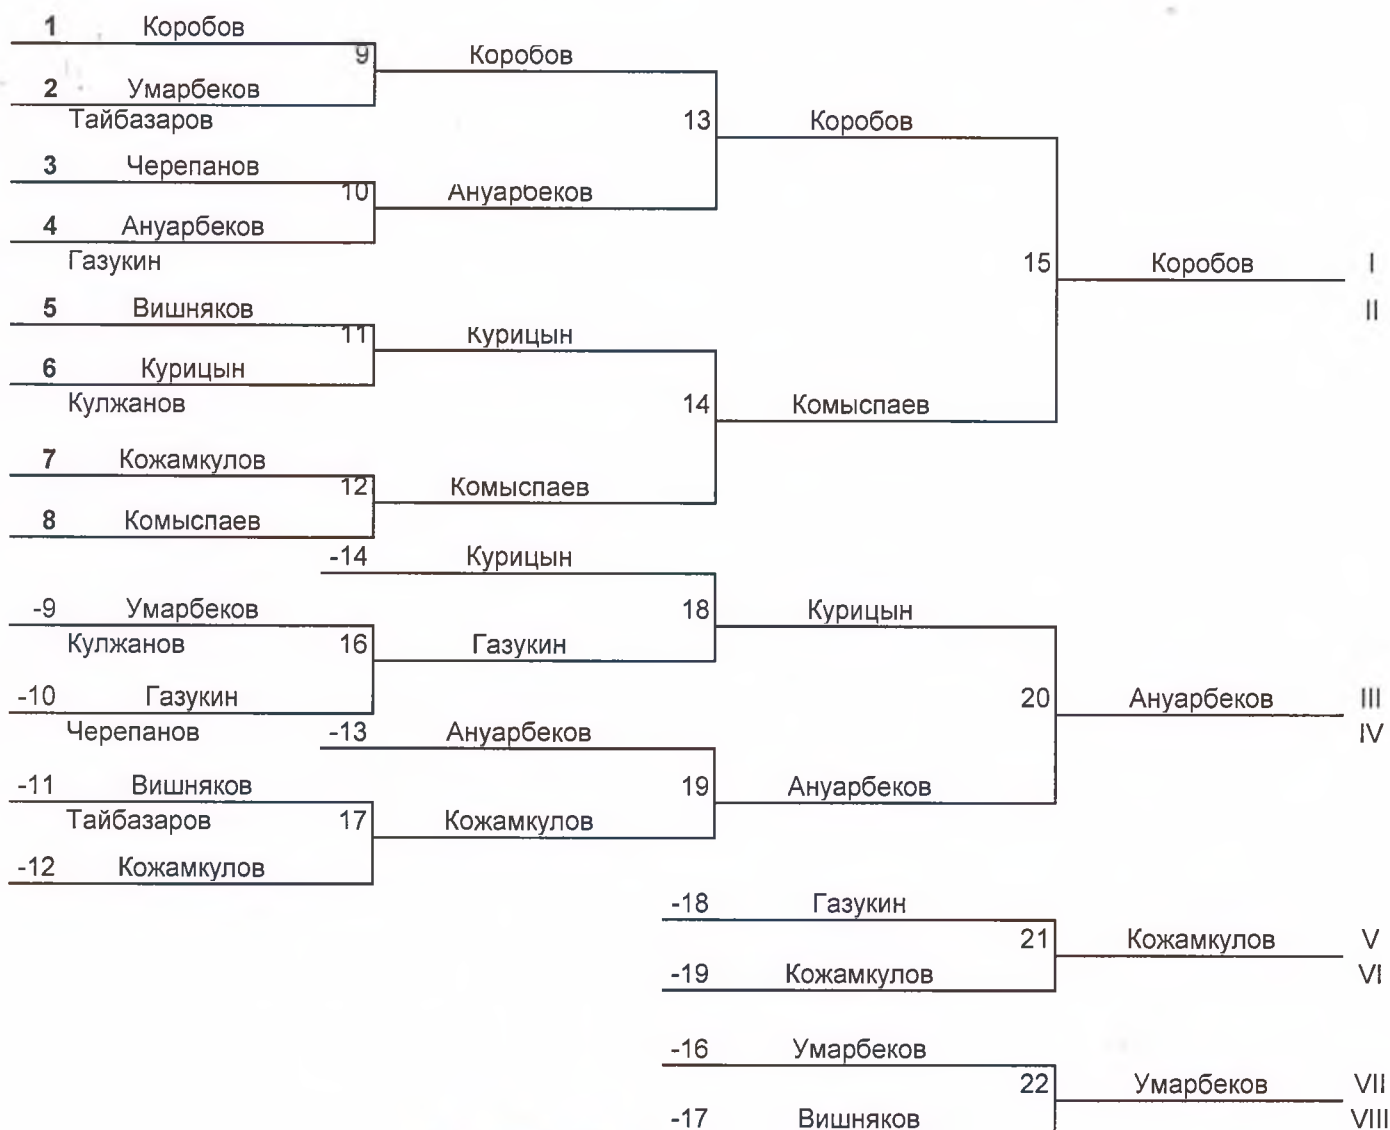 1 Коробов
9 Коробов
2 Умарбеков
Тайбазаров
13 Коробов
3 Черепанов
10 Ануарбеков
4 Ануарбеков
Газукин
15 Коробов I
II
5 Вишняков
11 Курицын
6 Курицын
Кулжанов
14 Комыспаев
7 Кожамкулов
12 Комыспаев
8 Комыспаев
-14 Курицын
-9 Умарбеков
18 Курицын
Кулжанов 16 Газукин
-10 Газукин
20 Ануарбеков III
Черепанов -13 Ануарбеков IV
-11 Вишняков
19 Ануарбеков
Тайбазаров 17 Кожамкулов
-12 Кожамкулов
-18 Газукин
21 Кожамкулов V
-19 Кожамкулов VI
-16 Умарбеков
22 Умарбеков VII
-17 Вишняков VIII